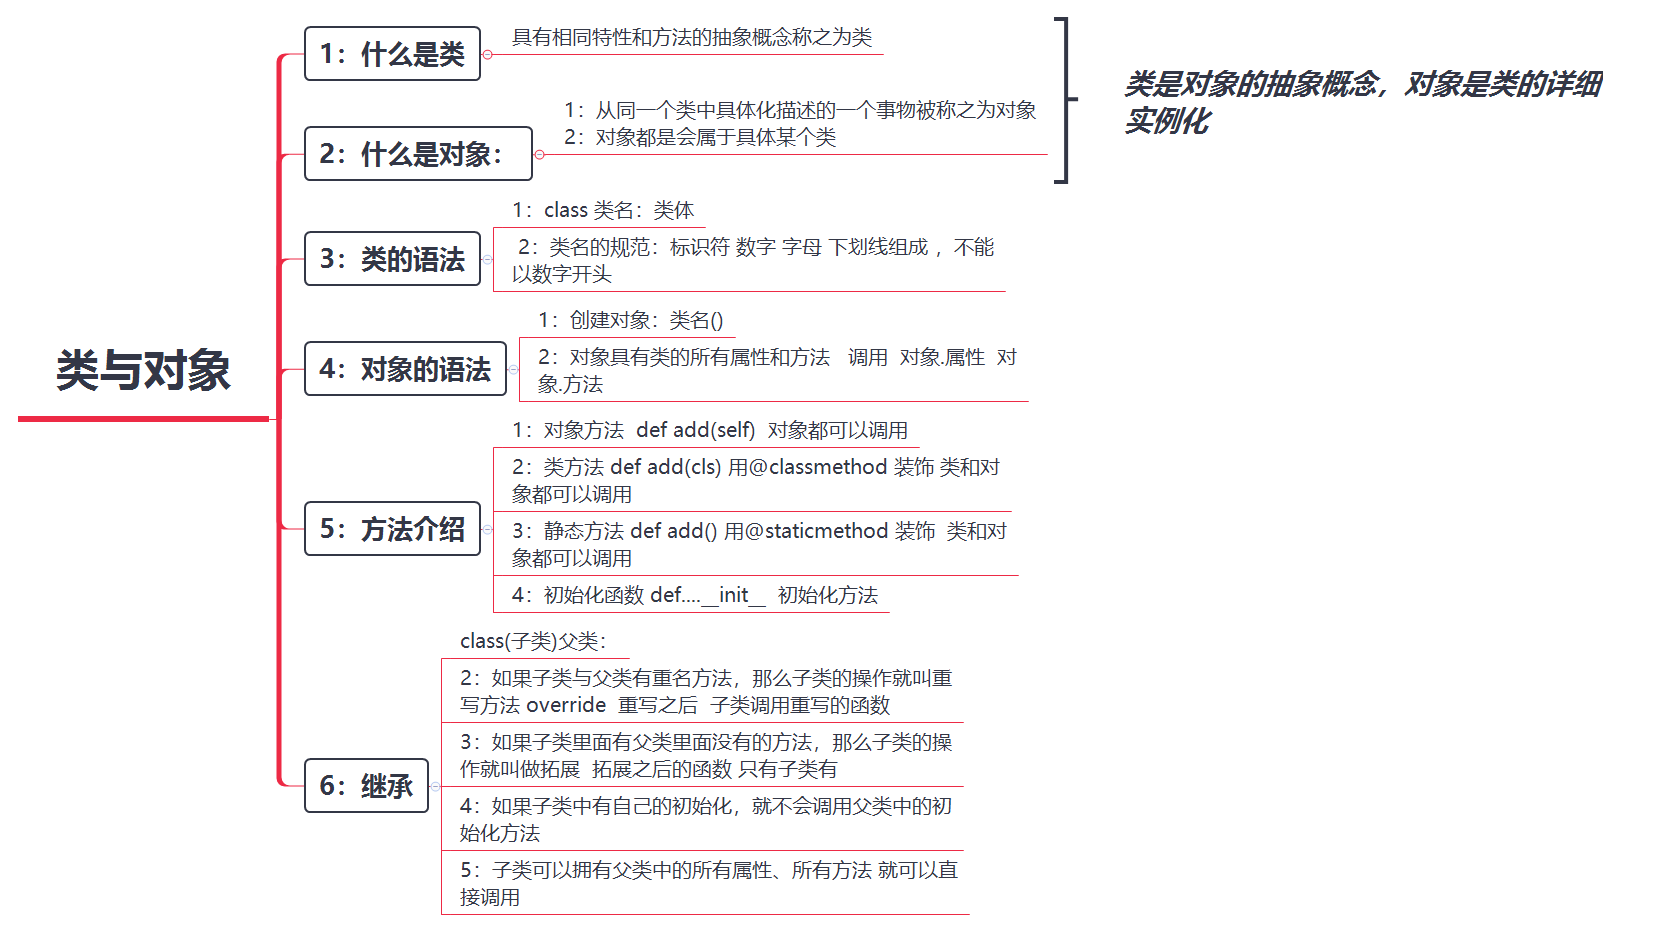 类与对象
1：什么是类
具有相同特性和方法的抽象概念称之为类
2：什么是对象：
1：从同一个类中具体化描述的一个事物被称之为对象
2：对象都是会属于具体某个类
类是对象的抽象概念，对象是类的详细
实例化
3：类的语法
1：class 类名：类体
2：类名的规范：标识符 数字 字母 下划线组成 ，不能
以数字开头
4：对象的语法
1：创建对象：类名()
2：对象具有类的所有属性和方法 调用 对象.属性 对
象.方法
5：方法介绍
1：对象方法 def add(self) 对象都可以调用
2：类方法 def add(cls) 用@classmethod 装饰 类和对
象都可以调用
3：静态方法 def add() 用@staticmethod 装饰 类和对
象都可以调用
4：初始化函数 def....__init__ 初始化方法
6：继承
class(子类)父类：
2：如果子类与父类有重名方法，那么子类的操作就叫重
写方法 override 重写之后 子类调用重写的函数
3：如果子类里面有父类里面没有的方法，那么子类的操
作就叫做拓展 拓展之后的函数 只有子类有
4：如果子类中有自己的初始化，就不会调用父类中的初
始化方法
5：子类可以拥有父类中的所有属性、所有方法 就可以直
接调用